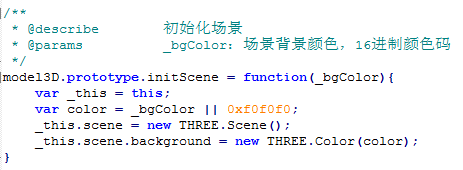 /**
 * @describe 初始化场景
 * @params _bgColor: 场景背景颜色，16进制颜色码
 */
model3D.prototype.initScene = function(_bgColor){
    var _this = this;
    var color = _bgColor || 0xf0f0f0;
    _this.scene = new THREE.Scene();
    _this.scene.background = new THREE.Color(color);
}